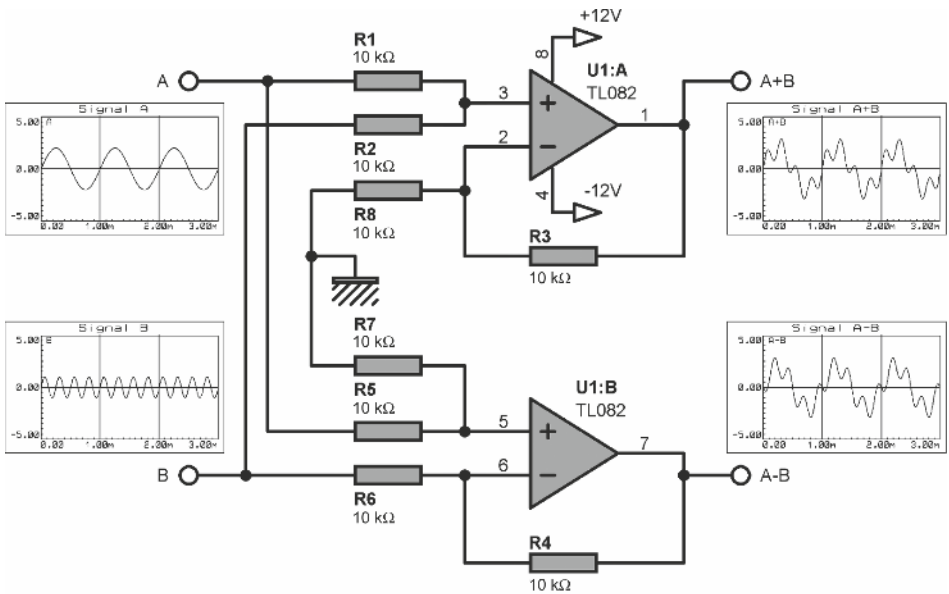 +12V
R1
10 kΩ
A
8
U1:A
TL082
A+B
3
+
1
Signal A
5.00
A
0.00
-5.00
0.00 1.00m 2.00m 3.00m
R2
10 kΩ
2
−
4
-12V
Signal A+B
5.00
A+B
0.00
-5.00
0.00 1.00m 2.00m 3.00m
R8
10 kΩ
R3
10 kΩ
Signal B
5.00
B
0.00
-5.00
0.00 1.00m 2.00m 3.00m
R7
10 kΩ
R5
10 kΩ
U1:B
TL082
5
+
7
Signal A-B
5.00
A-B
0.00
-5.00
0.00 1.00m 2.00m 3.00m
B
6
−
A-B
R6
10 kΩ
R4
10 kΩ